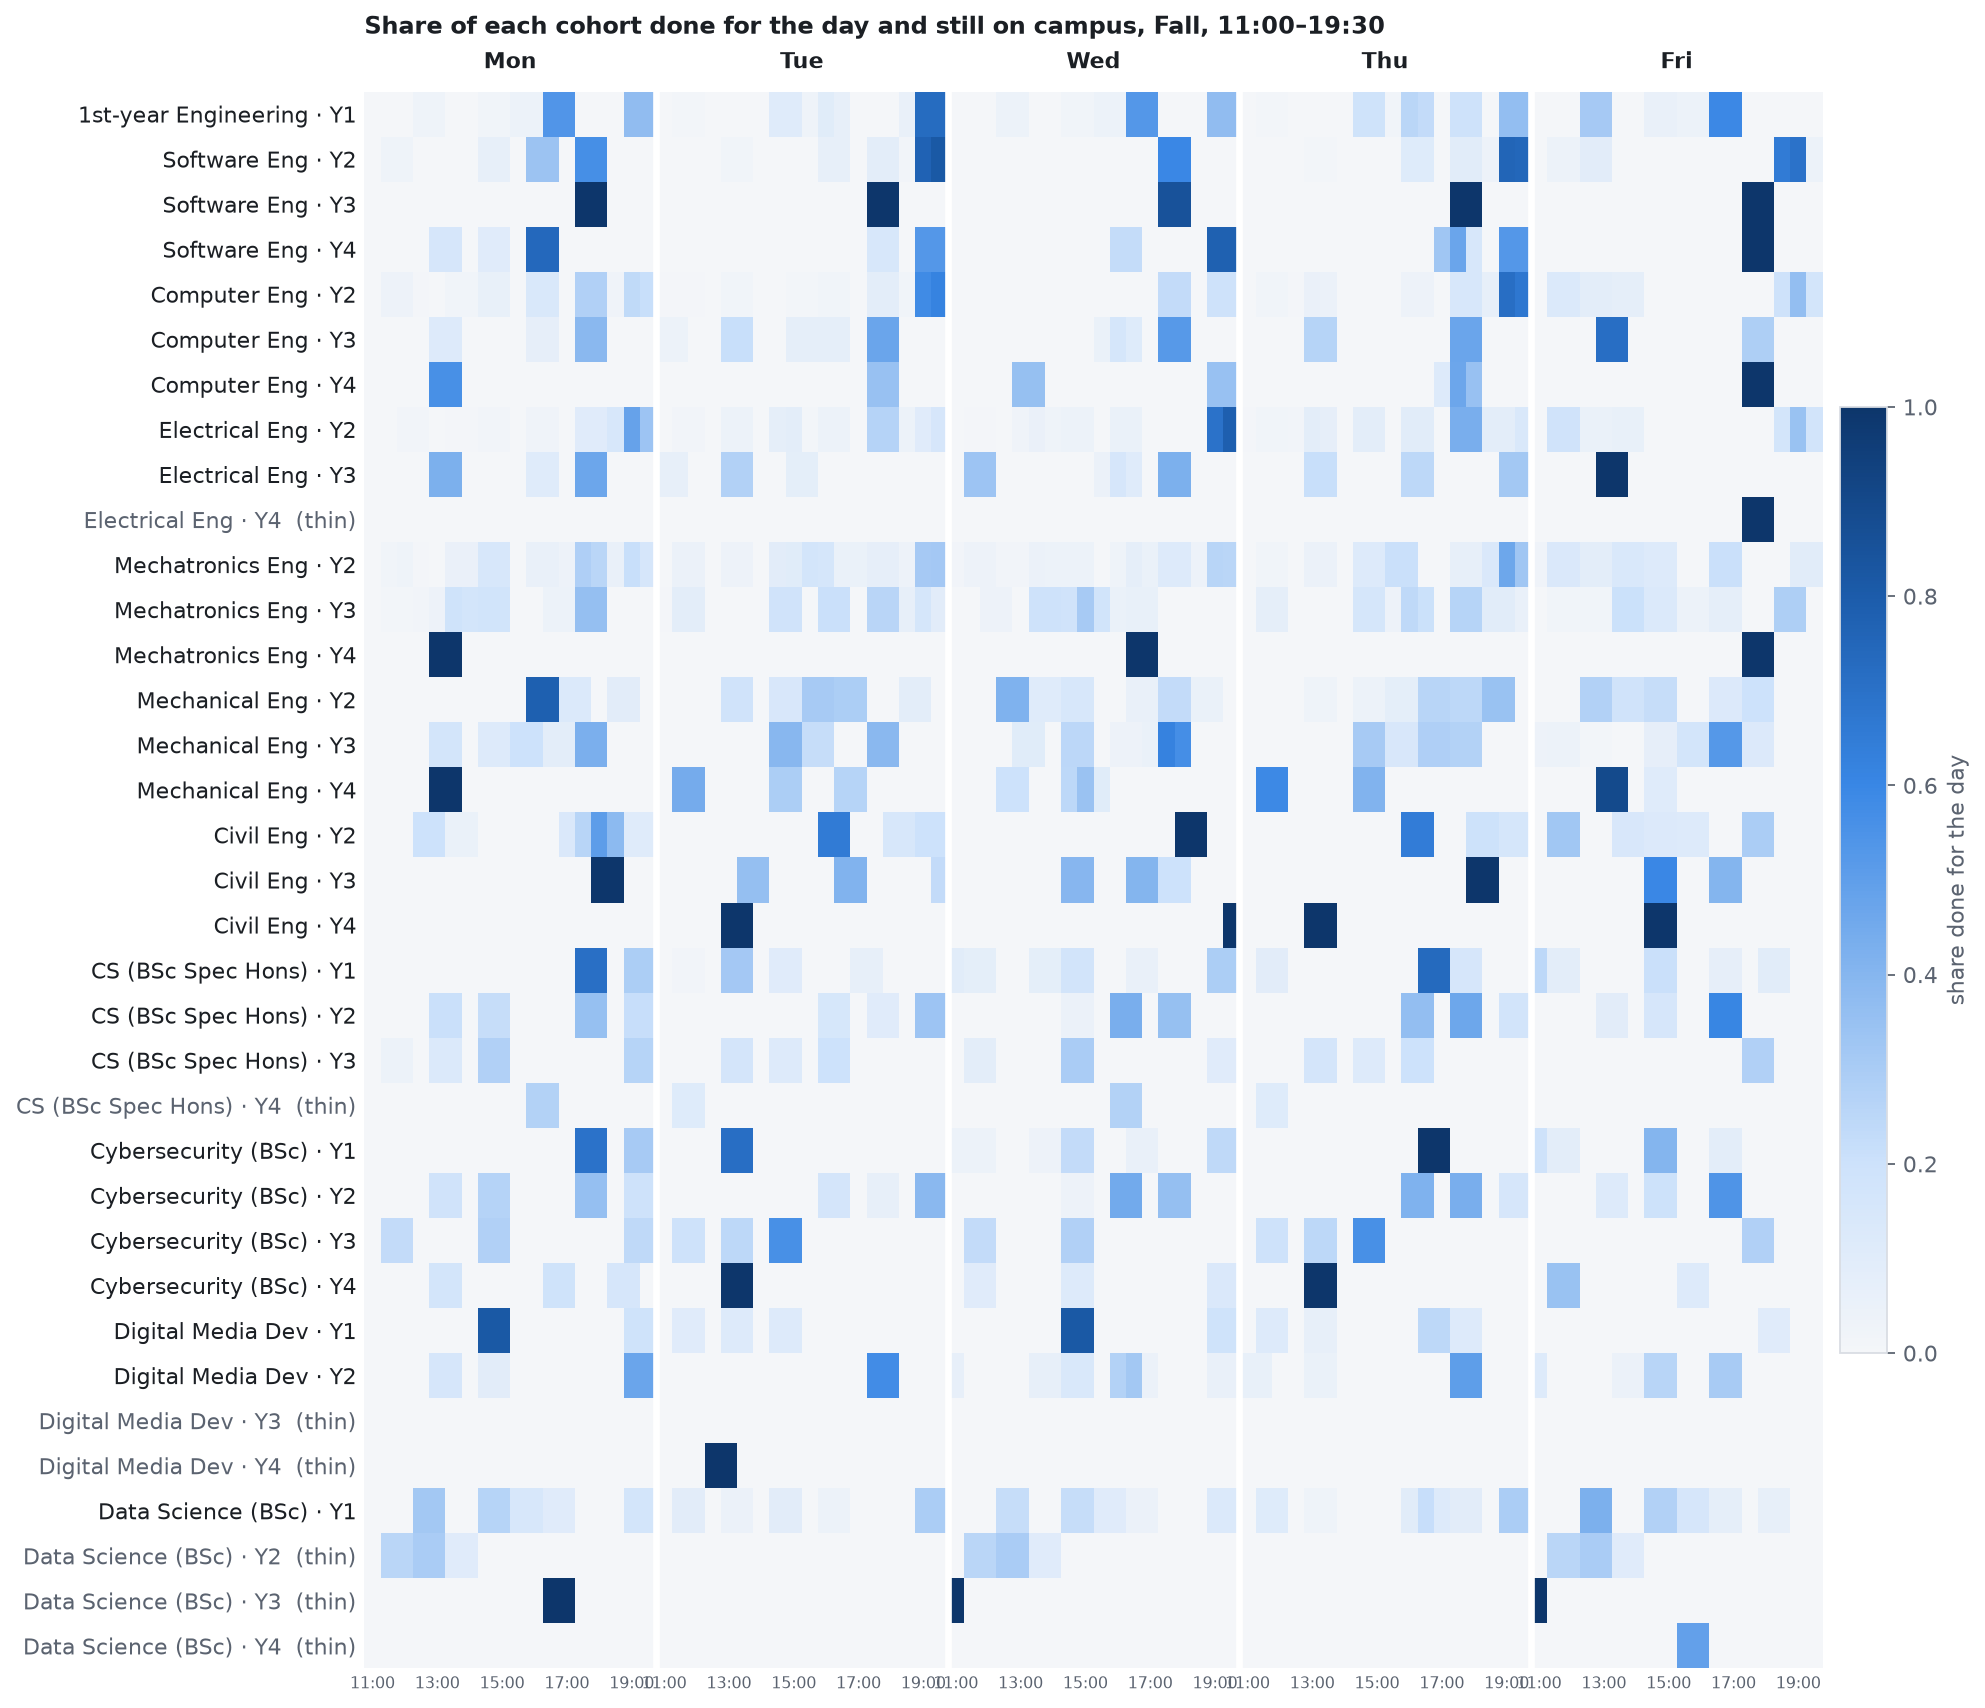 Share of each cohort done for the day and still on campus, Fall, 11:00–19:30
Mon Tue Wed Thu Fri
1st-year Engineering · Y1
Software Eng · Y2
Software Eng · Y3
Software Eng · Y4
Computer Eng · Y2
Computer Eng · Y3
Computer Eng · Y4
Electrical Eng · Y2
Electrical Eng · Y3
Electrical Eng · Y4 (thin)
Mechatronics Eng · Y2
Mechatronics Eng · Y3
Mechatronics Eng · Y4
Mechanical Eng · Y2
Mechanical Eng · Y3
Mechanical Eng · Y4
Civil Eng · Y2
Civil Eng · Y3
Civil Eng · Y4
CS (BSc Spec Hons) · Y1
CS (BSc Spec Hons) · Y2
CS (BSc Spec Hons) · Y3
CS (BSc Spec Hons) · Y4 (thin)
Cybersecurity (BSc) · Y1
Cybersecurity (BSc) · Y2
Cybersecurity (BSc) · Y3
Cybersecurity (BSc) · Y4
Digital Media Dev · Y1
Digital Media Dev · Y2
Digital Media Dev · Y3 (thin)
Digital Media Dev · Y4 (thin)
Data Science (BSc) · Y1
Data Science (BSc) · Y2 (thin)
Data Science (BSc) · Y3 (thin)
Data Science (BSc) · Y4 (thin)
11:00 13:00 15:00 17:00 19:00 11:00 13:00 15:00 17:00 19:00 11:00 13:00 15:00 17:00 19:00 11:00 13:00 15:00 17:00 19:00 11:00 13:00 15:00 17:00 19:00
1.0
0.8
0.6
0.4
0.2
0.0
share done for the day